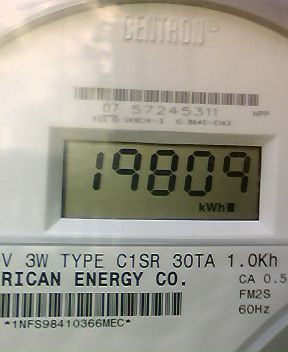 CENTRON®
07 57245311 HPP
19809
kWh
V 3W TYPE C1SR 30TA 1.0Kh
RICAN ENERGY CO.
CA 0.5
FM2S
60Hz
*1NFS98410366MEC*